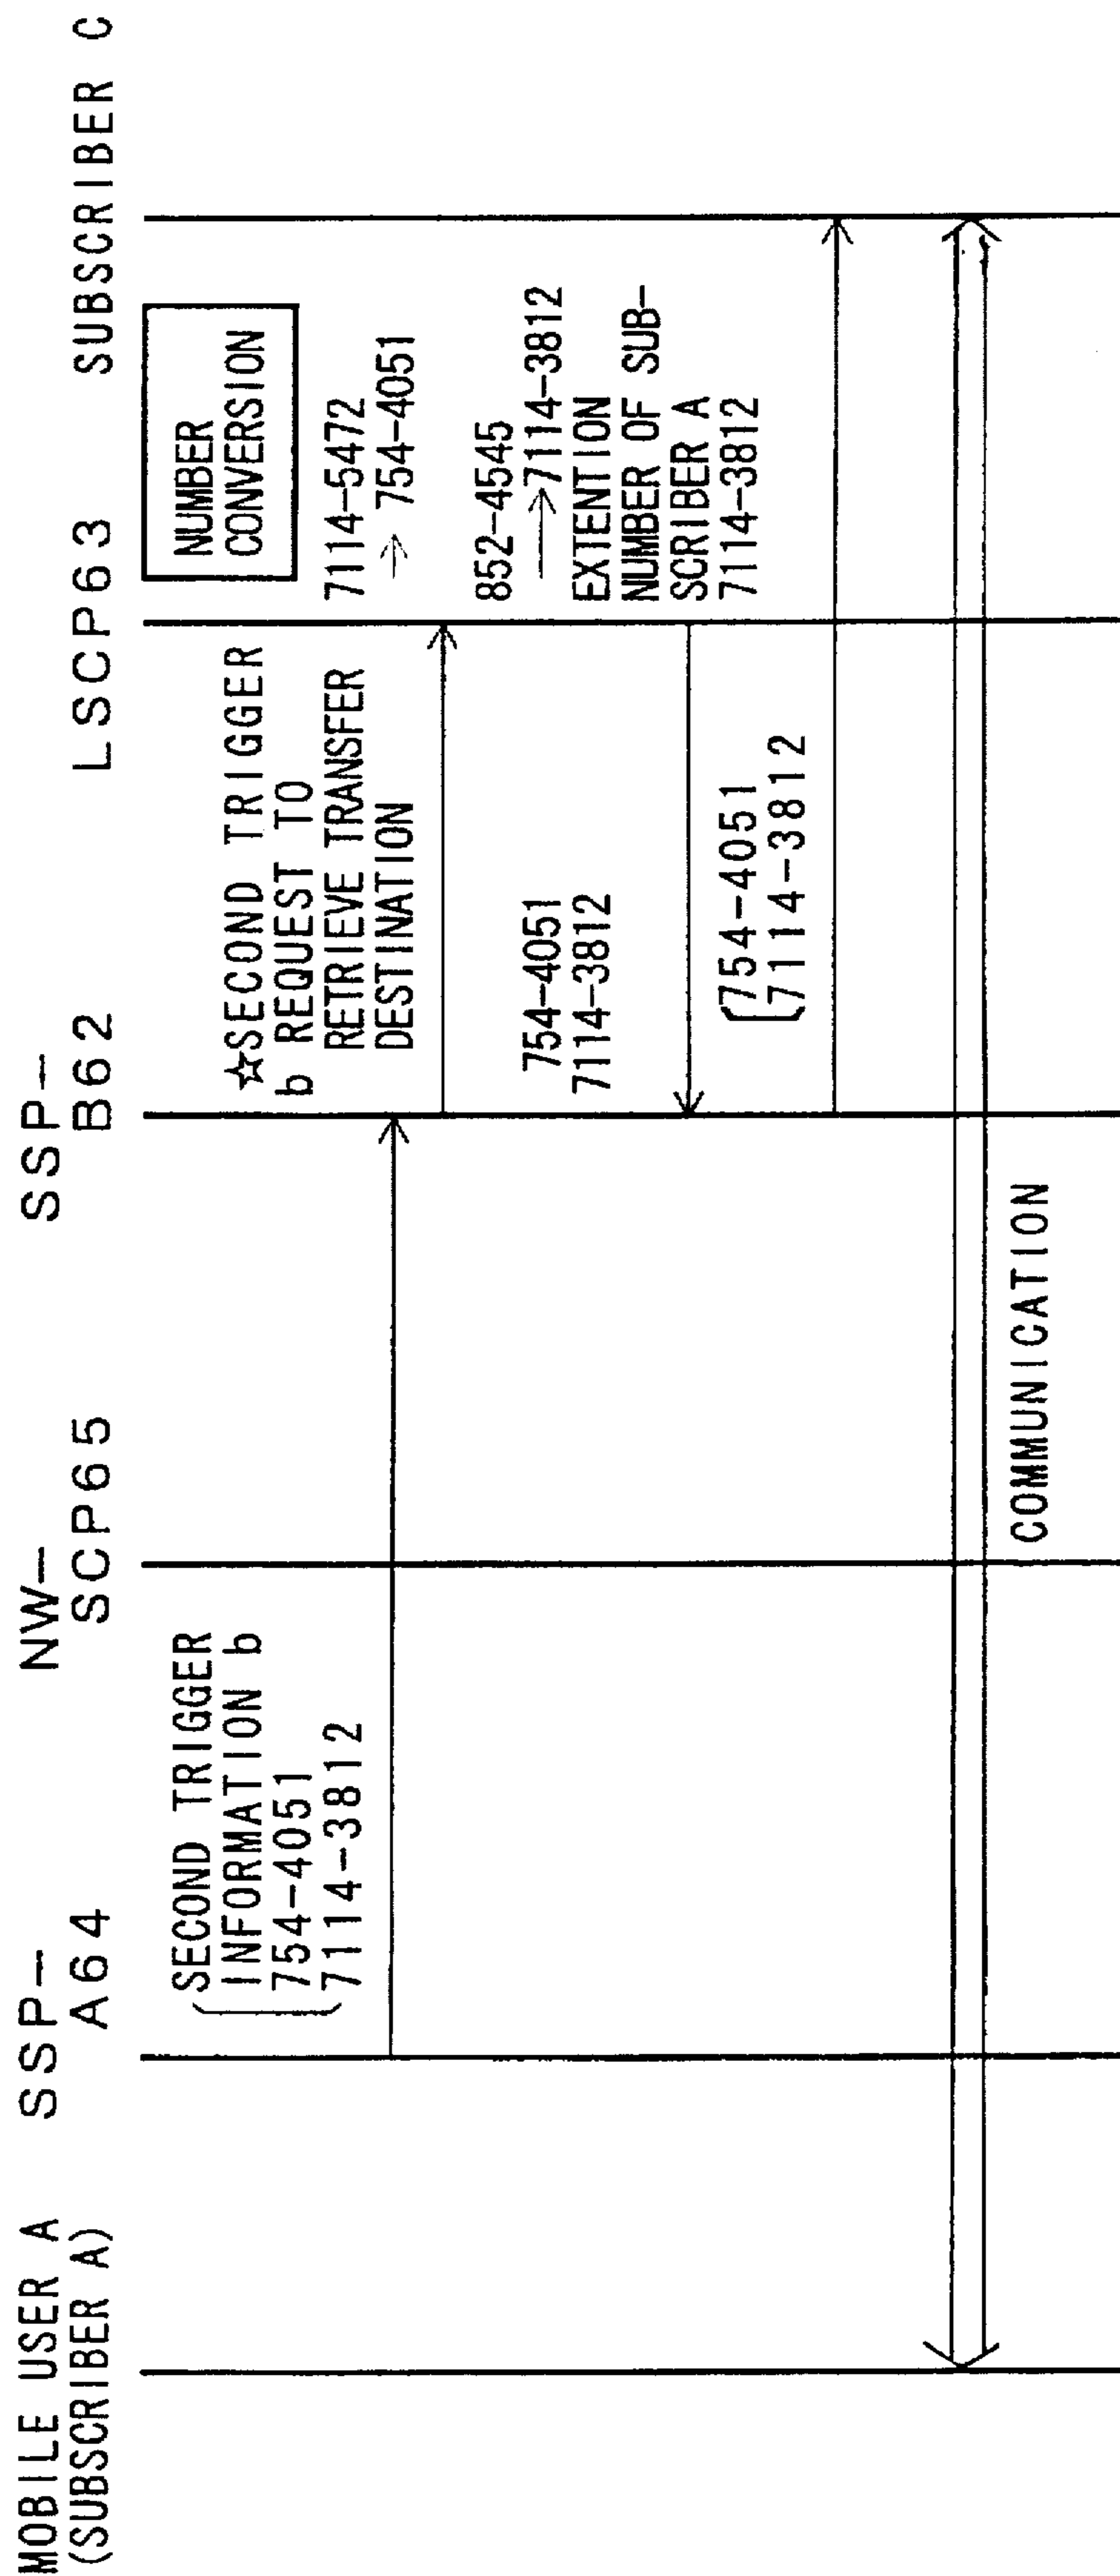 MOBILE USER A
(SUBSCRIBER A)
SSP-
A64
NW-
SCP65
SSP-
B62
LSCP63
SUBSCRIBER C
SECOND TRIGGER
INFORMATION b
754-4051
7114-3812
☆SECOND TRIGGER
b REQUEST TO
RETRIEVE TRANSFER
DESTINATION
NUMBER
CONVERSION
7114-5472
→ 754-4051
754-4051
7114-3812
852-4545
→7114-3812
EXTENTION
NUMBER OF SUB-
SCRIBER A
7114-3812
754-4051
7114-3812
COMMUNICATION